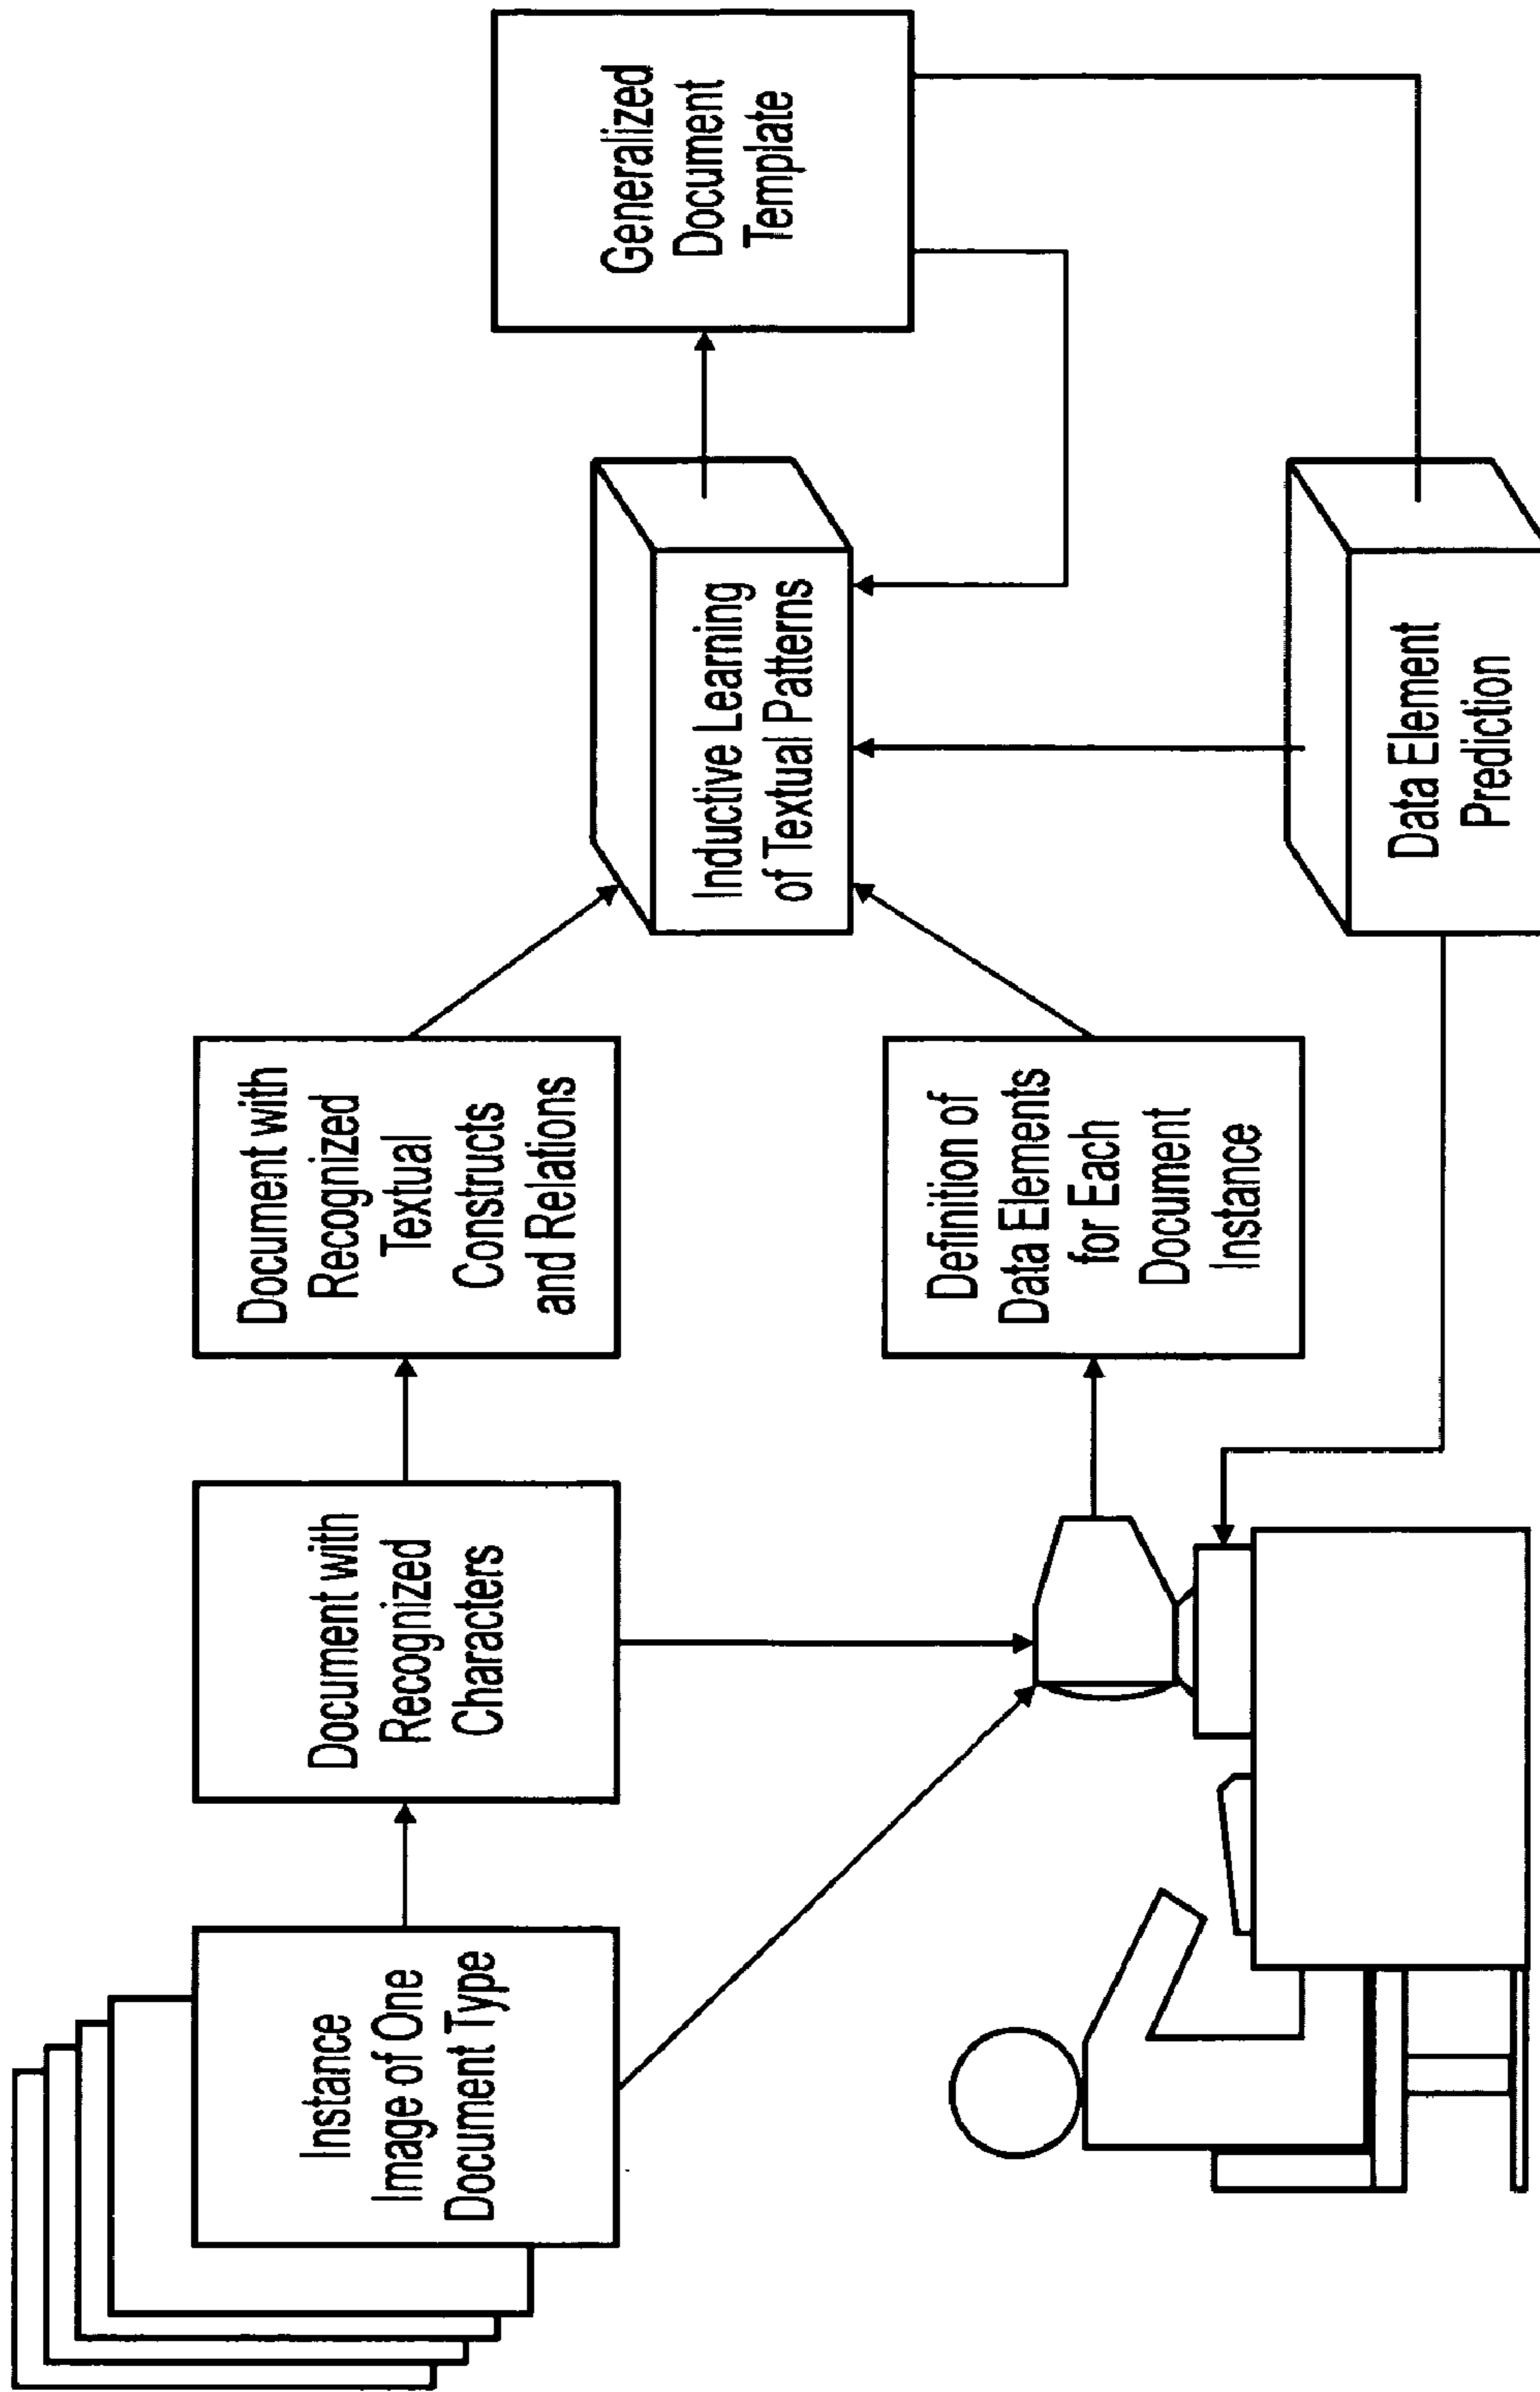 Instance
Image of One
Document Type
Document with
Recognized
Characters
Document with
Recognized
Textual
Constructs
and Relations
Definition of
Data Elements
for Each
Document
Instance
Inductive Learning
of Textual Patterns
Generalized
Document
Template
Data Element
Prediction